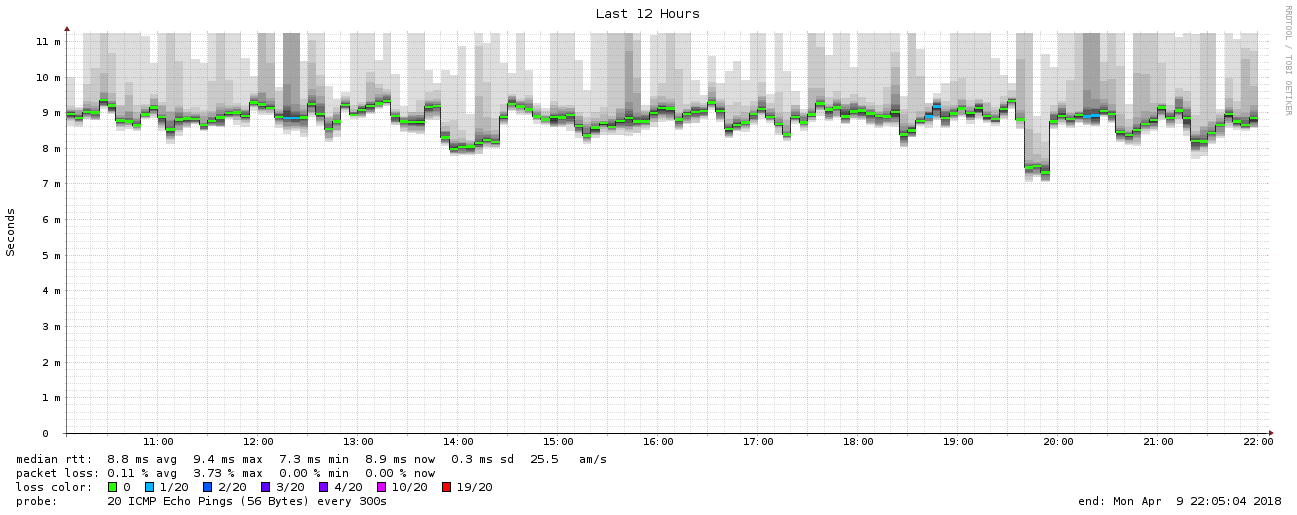 Last 12 Hours
RRDTOOL / TOBI OETIKER
Seconds
11 m
10 m
9 m
8 m
7 m
6 m
5 m
4 m
3 m
2 m
1 m
0
11:00 12:00 13:00 14:00 15:00 16:00 17:00 18:00 19:00 20:00 21:00 22:00
median rtt: 8.8 ms avg 9.4 ms max 7.3 ms min 8.9 ms now 0.3 ms sd 25.5 am/s
packet loss: 0.11 % avg 3.73 % max 0.00 % min 0.00 % now
loss color: 0 1/20 2/20 3/20 4/20 10/20 19/20
probe: 20 ICMP Echo Pings (56 Bytes) every 300s end: Mon Apr 9 22:05:04 2018